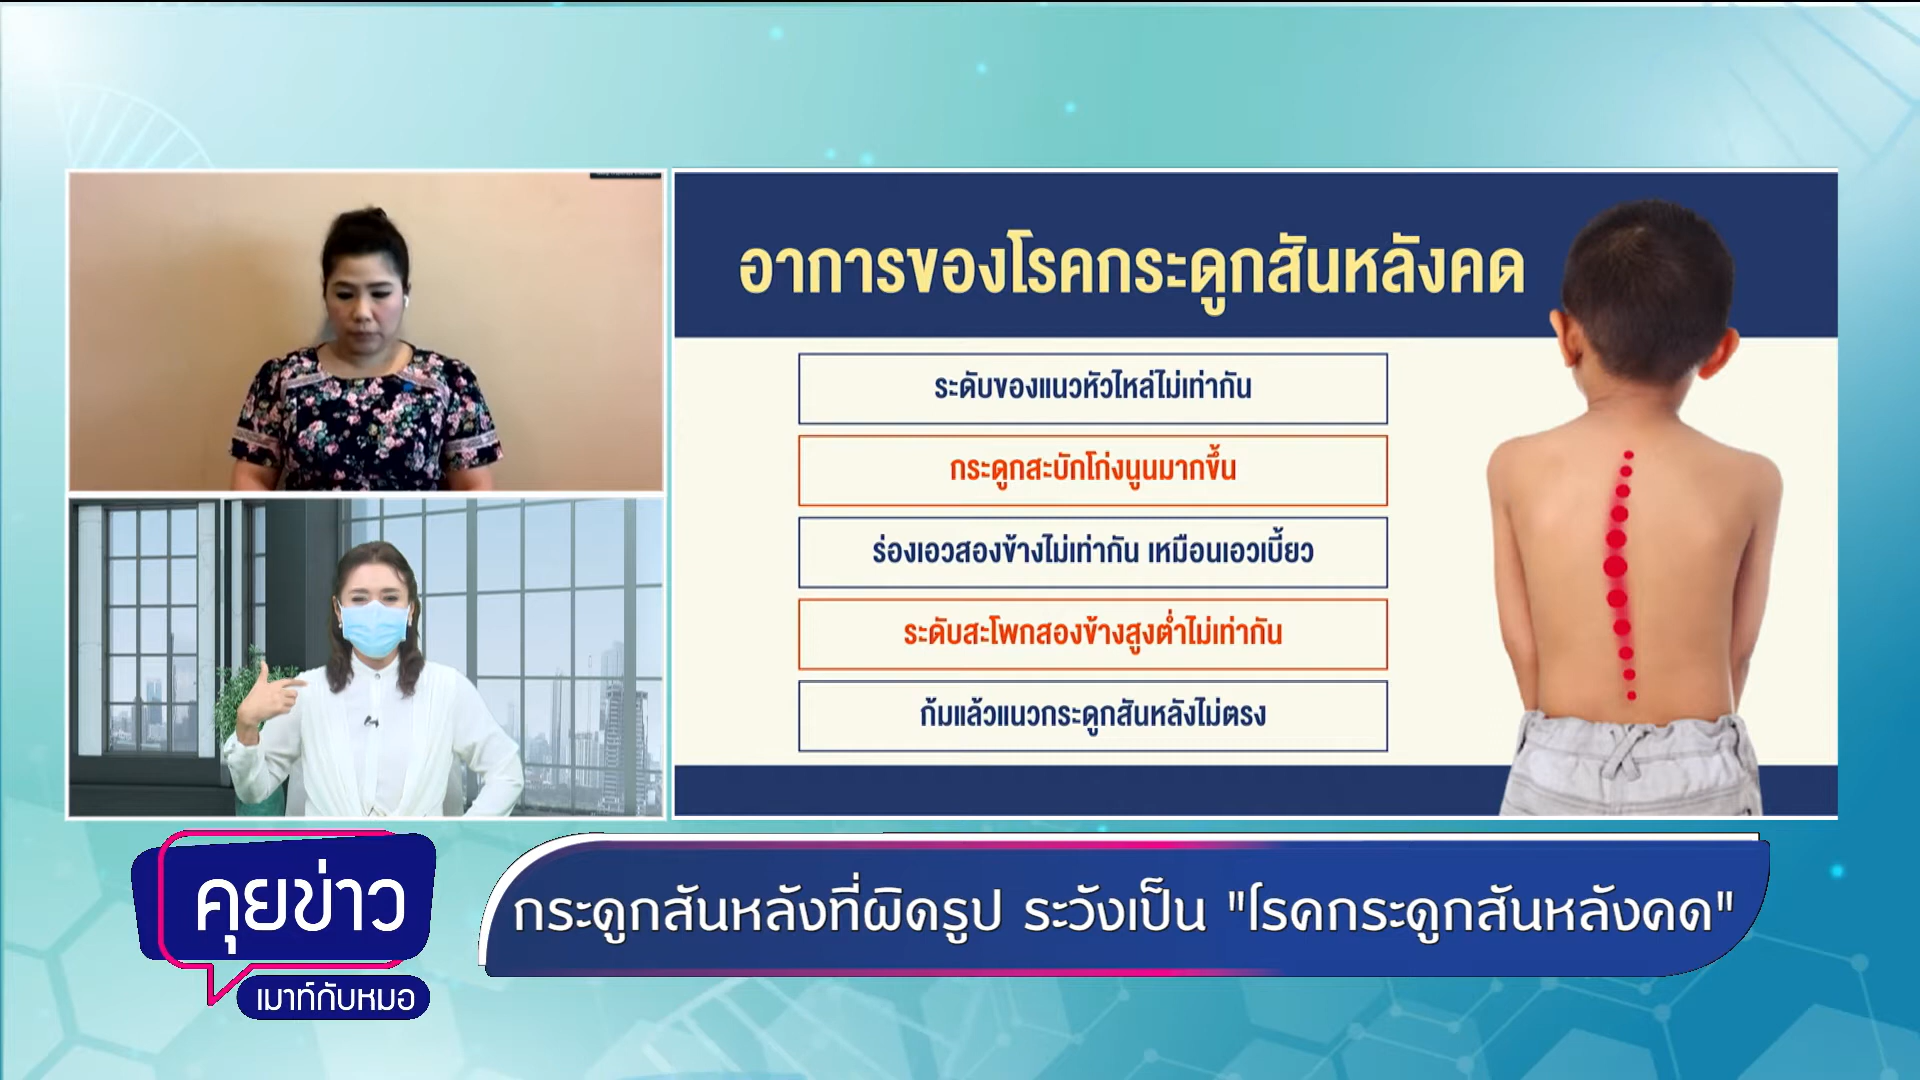 อาการของโรคกระดูกสันหลังคด
ระดับของแนวหัวไหล่ไม่เท่ากัน
กระดูกสะบักโก่งนูนมากขึ้น
ร่องเอวสองข้างไม่เท่ากัน เหมือนเอวเบี้ยว
ระดับสะโพกสองข้างสูงต่ำไม่เท่ากัน
ก้มแล้วแนวกระดูกสันหลังไม่ตรง
คุยข่าว
เมาท์กับหมอ
กระดูกสันหลังที่ผิดรูป ระวังเป็น "โรคกระดูกสันหลังคด"